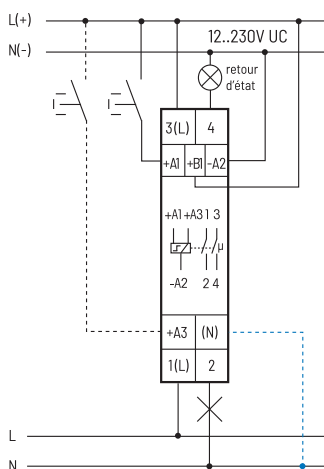 L(+)
N(-)
12..230V UC
retour
d'état
3(L) 4
+A1 +B1 -A2
+A1 +A3 1 3
µ
-A2 2 4
+A3 (N)
1(L) 2
L
N